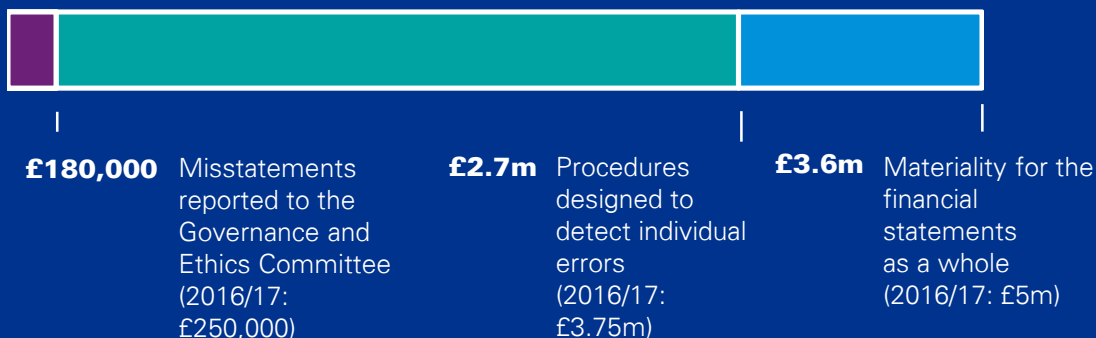 £180,000
Misstatements
reported to the
Governance and
Ethics Committee
(2016/17:
£250,000)
£2.7m
Procedures
designed to
detect individual
errors
(2016/17:
£3.75m)
£3.6m
Materiality for the
financial
statements
as a whole
(2016/17: £5m)